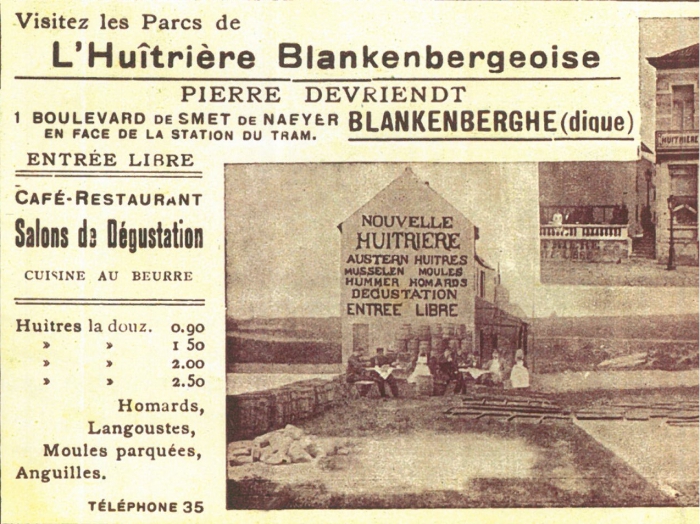 Visitez les Parcs de
L'Huîtrière Blankenbergeoise
PIERRE DEVRIENDT
1 BOULEVARD DE SMET DE NAEYER BLANKENBERGHE (dique)
EN FACE DE LA STATION DU TRAM.
ENTRÉE LIBRE
CAFÉ-RESTAURANT
Salons de Dégustation
CUISINE AU BEURRE
Huitres la douz. 0.90
» » 1 50
» » 2.00
» » 2.50
Homards,
Langoustes,
Moules parquées,
Anguilles.
TÉLÉPHONE 35
NOUVELLE
HUITRIERE
AUSTERN HUITRES
MUSSELEN MOULES
HUMMER HOMARDS
DEGUSTATION
ENTREE LIBRE
L'HUITRIÈRE